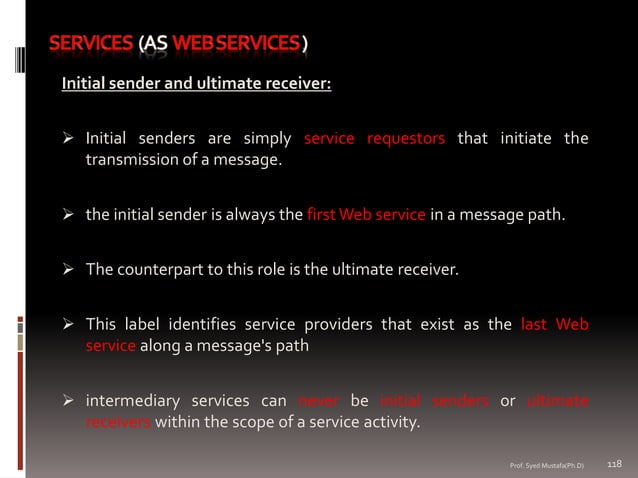 SERVICES (AS WEB SERVICES)
Initial sender and ultimate receiver:
➢ Initial senders are simply service requestors that initiate the
transmission of a message.
➢ the initial sender is always the first Web service in a message path.
➢ The counterpart to this role is the ultimate receiver.
➢ This label identifies service providers that exist as the last Web
service along a message's path
➢ intermediary services can never be initial senders or ultimate
receivers within the scope of a service activity.
Prof. Syed Mustafa(Ph.D) 118